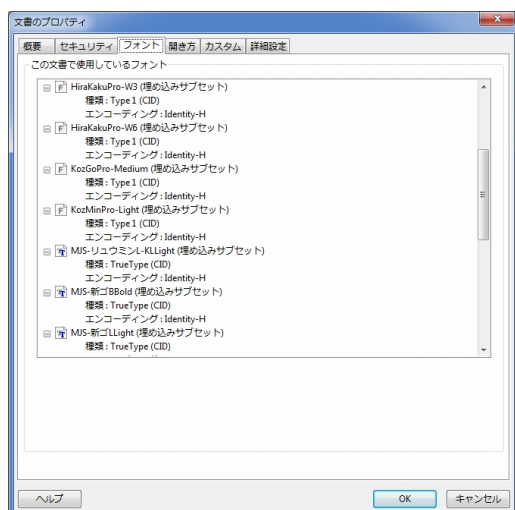 文書のプロパティ
概要 セキュリティ フォント 開き方 カスタム 詳細設定
この文書で使用しているフォント
HiraKakuPro-W3 (埋め込みサブセット)
種類 : Type 1 (CID)
エンコーディング : Identity-H
HiraKakuPro-W6 (埋め込みサブセット)
種類 : Type 1 (CID)
エンコーディング : Identity-H
KozGoPro-Medium (埋め込みサブセット)
種類 : Type 1 (CID)
エンコーディング : Identity-H
KozMinPro-Light (埋め込みサブセット)
種類 : Type 1 (CID)
エンコーディング : Identity-H
MJS-リュウミンL-KLLight (埋め込みサブセット)
種類 : TrueType (CID)
エンコーディング : Identity-H
MJS-新ゴBBold (埋め込みサブセット)
種類 : TrueType (CID)
エンコーディング : Identity-H
MJS-新ゴLLight (埋め込みサブセット)
種類 : TrueType (CID)
ヘルプ OK キャンセル